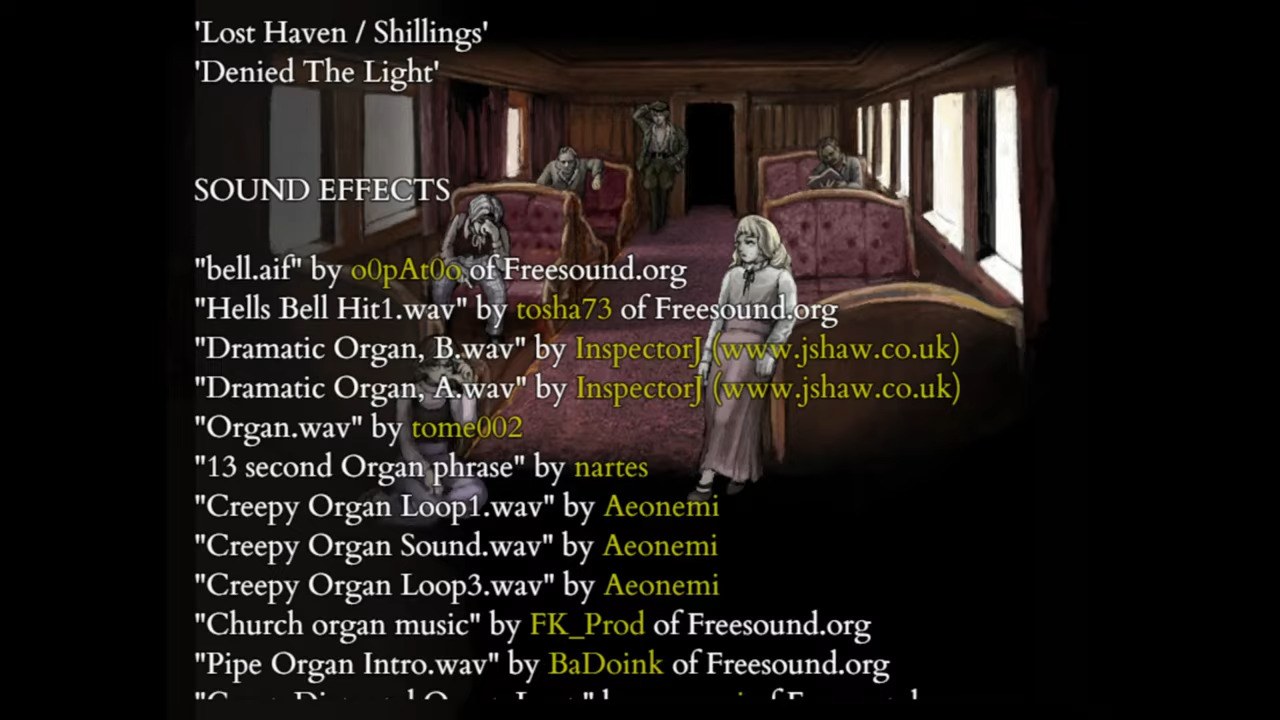 'Lost Haven / Shillings'
'Denied The Light'
SOUND EFFECTS
"bell.aif" by o0pAt0o of Freesound.org
"Hells Bell Hit1.wav" by tosha73 of Freesound.org
"Dramatic Organ, B.wav" by InspectorJ (www.jshaw.co.uk)
"Dramatic Organ, A.wav" by InspectorJ (www.jshaw.co.uk)
"Organ.wav" by tome002
"13 second Organ phrase" by nartes
"Creepy Organ Loop1.wav" by Aeonemi
"Creepy Organ Sound.wav" by Aeonemi
"Creepy Organ Loop3.wav" by Aeonemi
"Church organ music" by FK_Prod of Freesound.org
"Pipe Organ Intro.wav" by BaDoink of Freesound.org